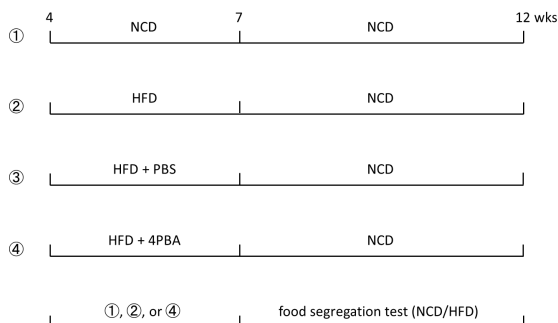 4 7 12 wks
① NCD NCD
② HFD NCD
③ HFD + PBS NCD
④ HFD + 4PBA NCD
①, ②, or ④ food segregation test (NCD/HFD)